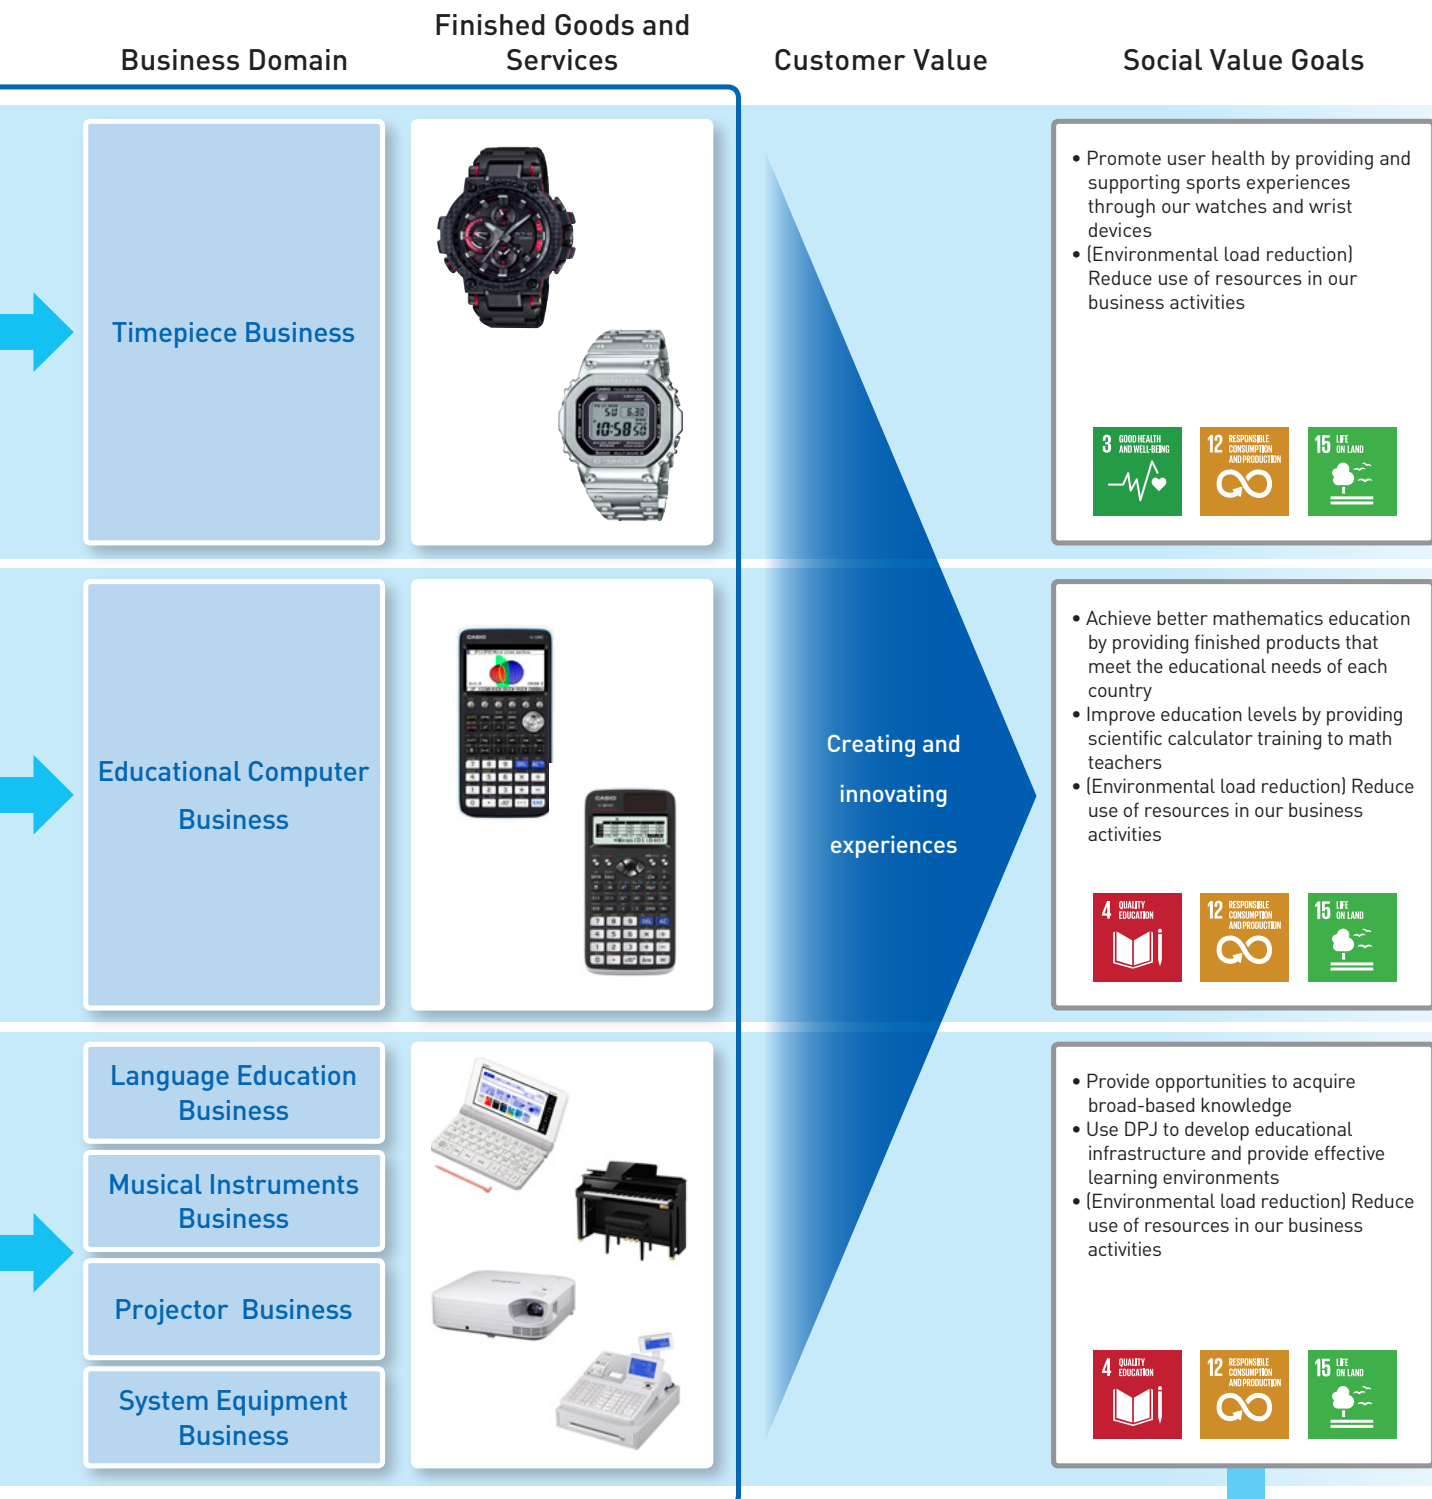 Business Domain
Finished Goods and
Services
Customer Value
Social Value Goals
Timepiece Business
10:58 50
• Promote user health by providing and
supporting sports experiences
through our watches and wrist
devices
• (Environmental load reduction)
Reduce use of resources in our
business activities
3 GOOD HEALTH
AND WELL-BEING
12 RESPONSIBLE
CONSUMPTION
AND PRODUCTION
15 LIFE
ON LAND
Educational Computer
Business
CASIO
CASIO
Creating and
innovating
experiences
• Achieve better mathematics education
by providing finished products that
meet the educational needs of each
country
• Improve education levels by providing
scientific calculator training to math
teachers
• (Environmental load reduction) Reduce
use of resources in our business
activities
4 QUALITY
EDUCATION
12 RESPONSIBLE
CONSUMPTION
AND PRODUCTION
15 LIFE
ON LAND
Language Education
Business
Musical Instruments
Business
Projector Business
System Equipment
Business
• Provide opportunities to acquire
broad-based knowledge
• Use DPJ to develop educational
infrastructure and provide effective
learning environments
• (Environmental load reduction) Reduce
use of resources in our business
activities
4 QUALITY
EDUCATION
12 RESPONSIBLE
CONSUMPTION
AND PRODUCTION
15 LIFE
ON LAND